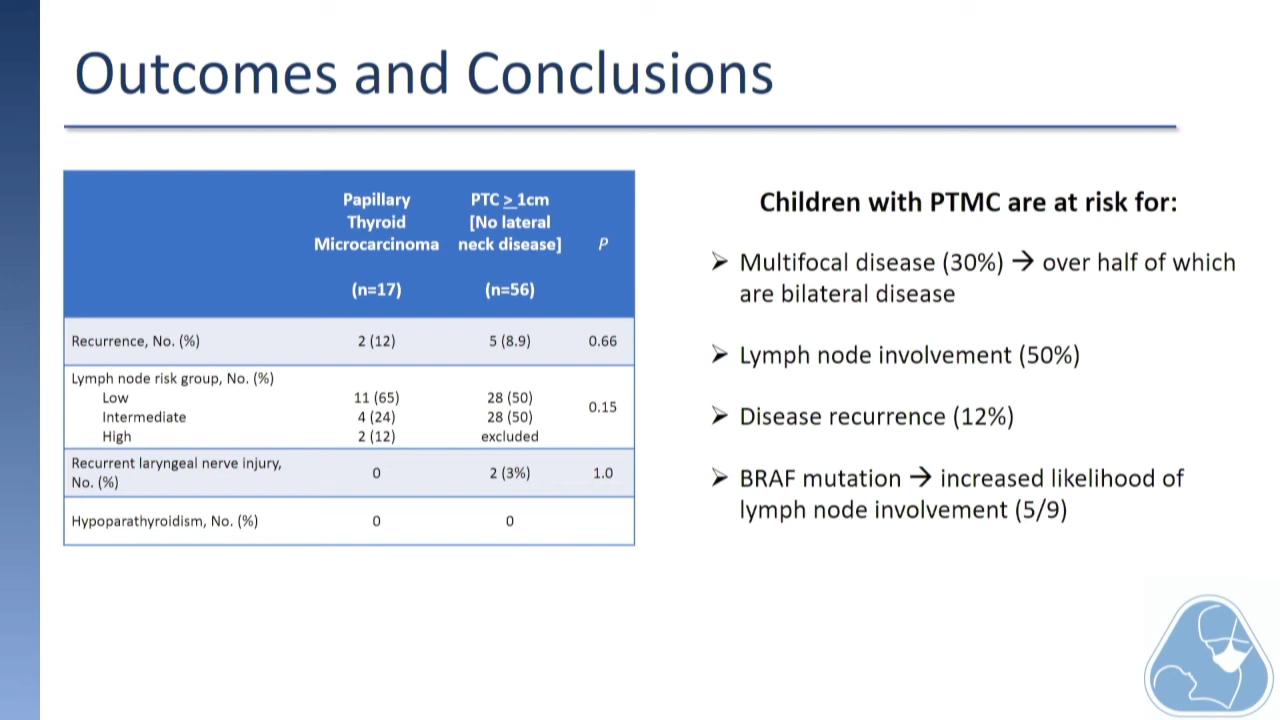 Outcomes and Conclusions
Papillary Thyroid Microcarcinoma (n=17) PTC > 1cm [No lateral neck disease] (n=56) P
Recurrence, No. (%) 2 (12) 5 (8.9) 0.66
Lymph node risk group, No. (%)
Low 11 (65) 28 (50)
0.15
Intermediate 4 (24) 28 (50)
High 2 (12) excluded
Recurrent laryngeal nerve injury,
No. (%) 0 2 (3%) 1.0
Hypoparathyroidism, No. (%) 0 0
Children with PTMC are at risk for:
➢ Multifocal disease (30%) → over half of which
are bilateral disease
➢ Lymph node involvement (50%)
➢ Disease recurrence (12%)
➢ BRAF mutation → increased likelihood of
lymph node involvement (5/9)